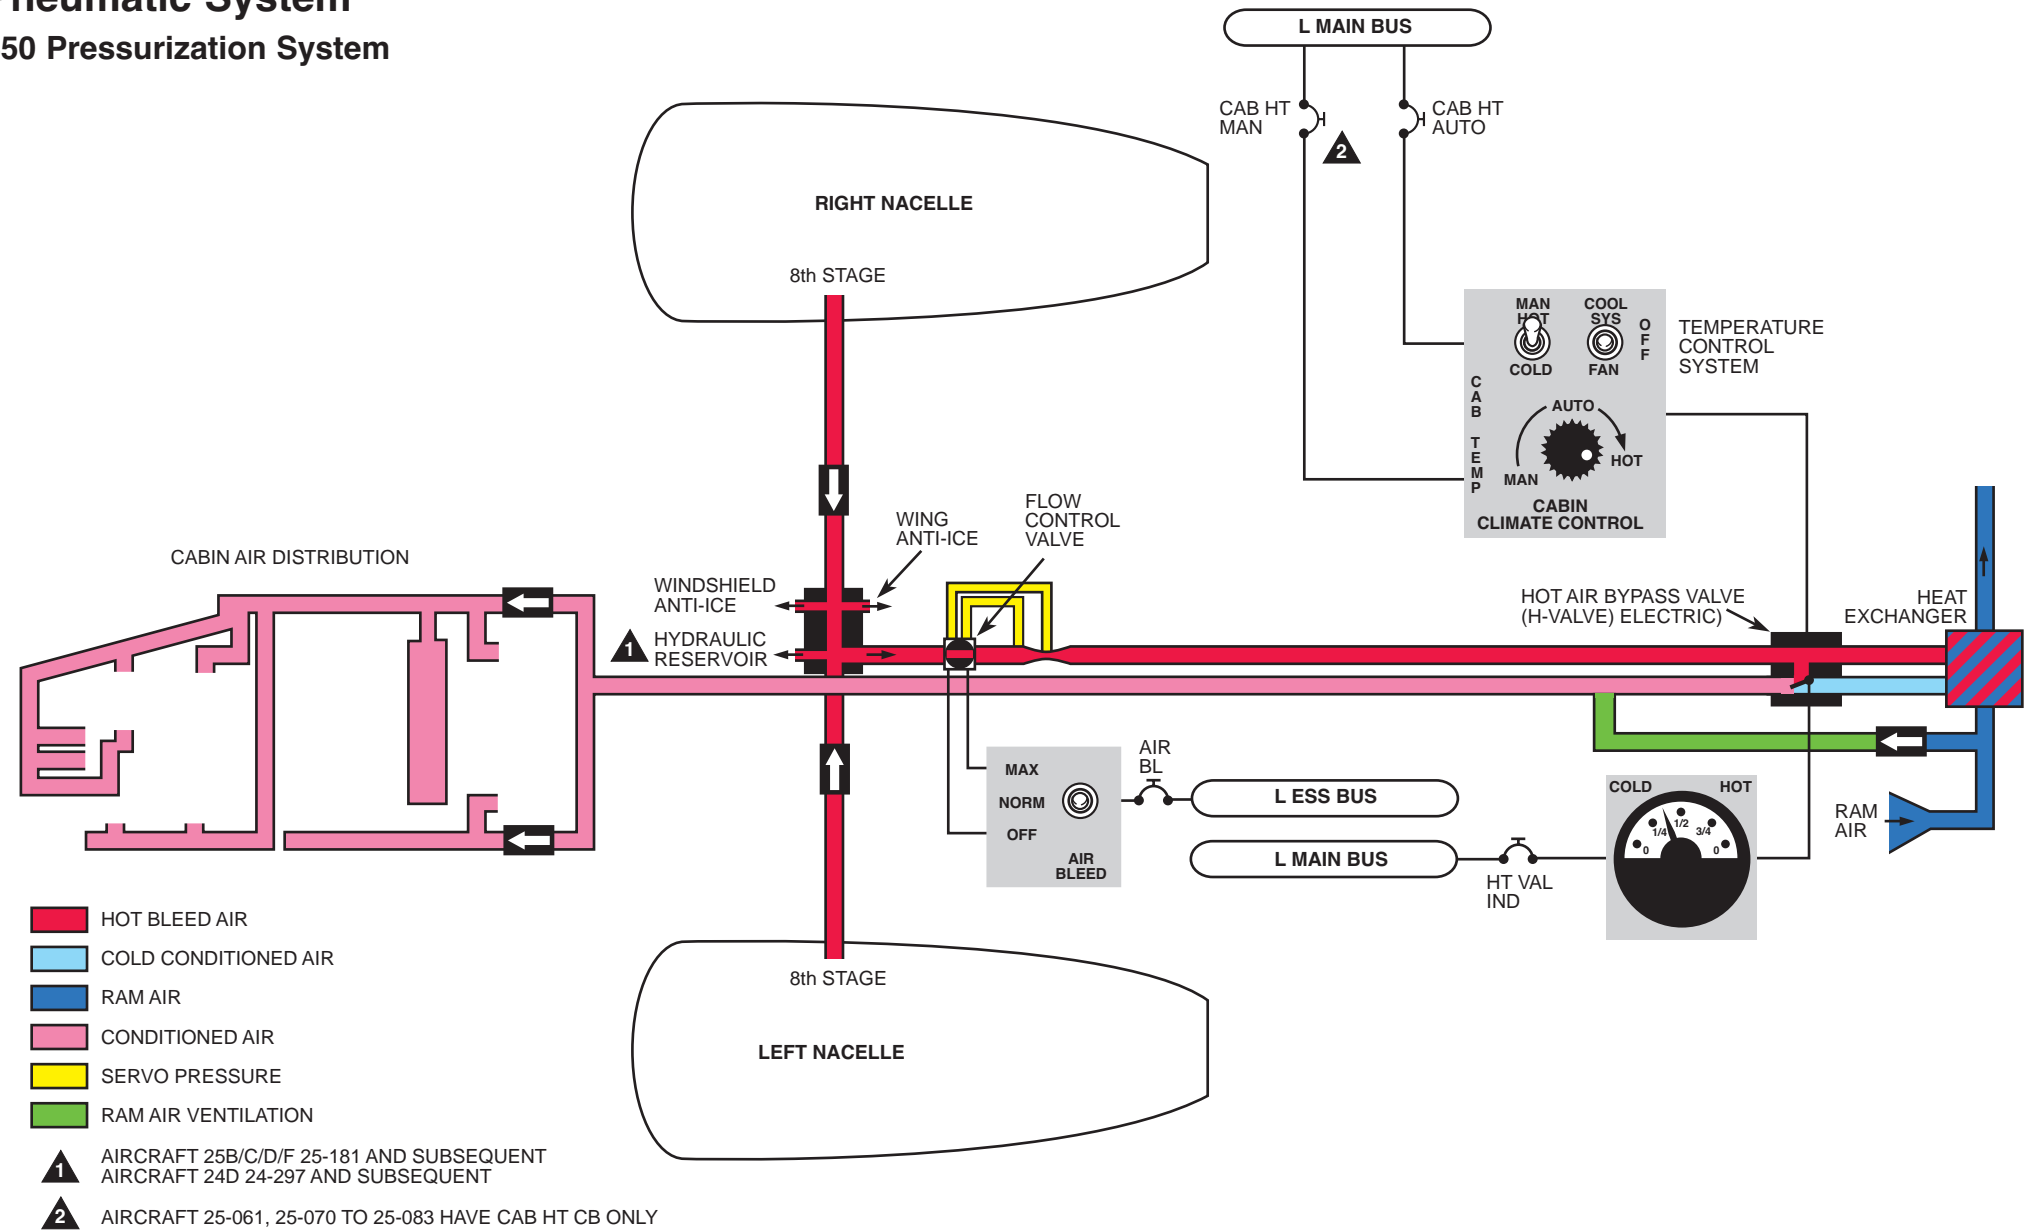 Pneumatic System
50 Pressurization System
L MAIN BUS
CAB HT
MAN
2
CAB HT
AUTO
RIGHT NACELLE
8th STAGE
MAN
HOT
COLD
COOL
SYS
FAN
OFF
CAB TEMP
AUTO
MAN
HOT
CABIN
CLIMATE CONTROL
TEMPERATURE
CONTROL
SYSTEM
WING
ANTI-ICE
FLOW
CONTROL
VALVE
CABIN AIR DISTRIBUTION
WINDSHIELD
ANTI-ICE
1
HYDRAULIC
RESERVOIR
HOT AIR BYPASS VALVE
(H-VALVE) ELECTRIC)
HEAT
EXCHANGER
MAX
NORM
OFF
AIR
BLEED
AIR
BL
L ESS BUS
L MAIN BUS
HT VAL
IND
COLD
HOT
0
1/4
1/2
3/4
0
RAM
AIR
8th STAGE
LEFT NACELLE
HOT BLEED AIR
COLD CONDITIONED AIR
RAM AIR
CONDITIONED AIR
SERVO PRESSURE
RAM AIR VENTILATION
1
AIRCRAFT 25B/C/D/F 25-181 AND SUBSEQUENT
AIRCRAFT 24D 24-297 AND SUBSEQUENT
2
AIRCRAFT 25-061, 25-070 TO 25-083 HAVE CAB HT CB ONLY